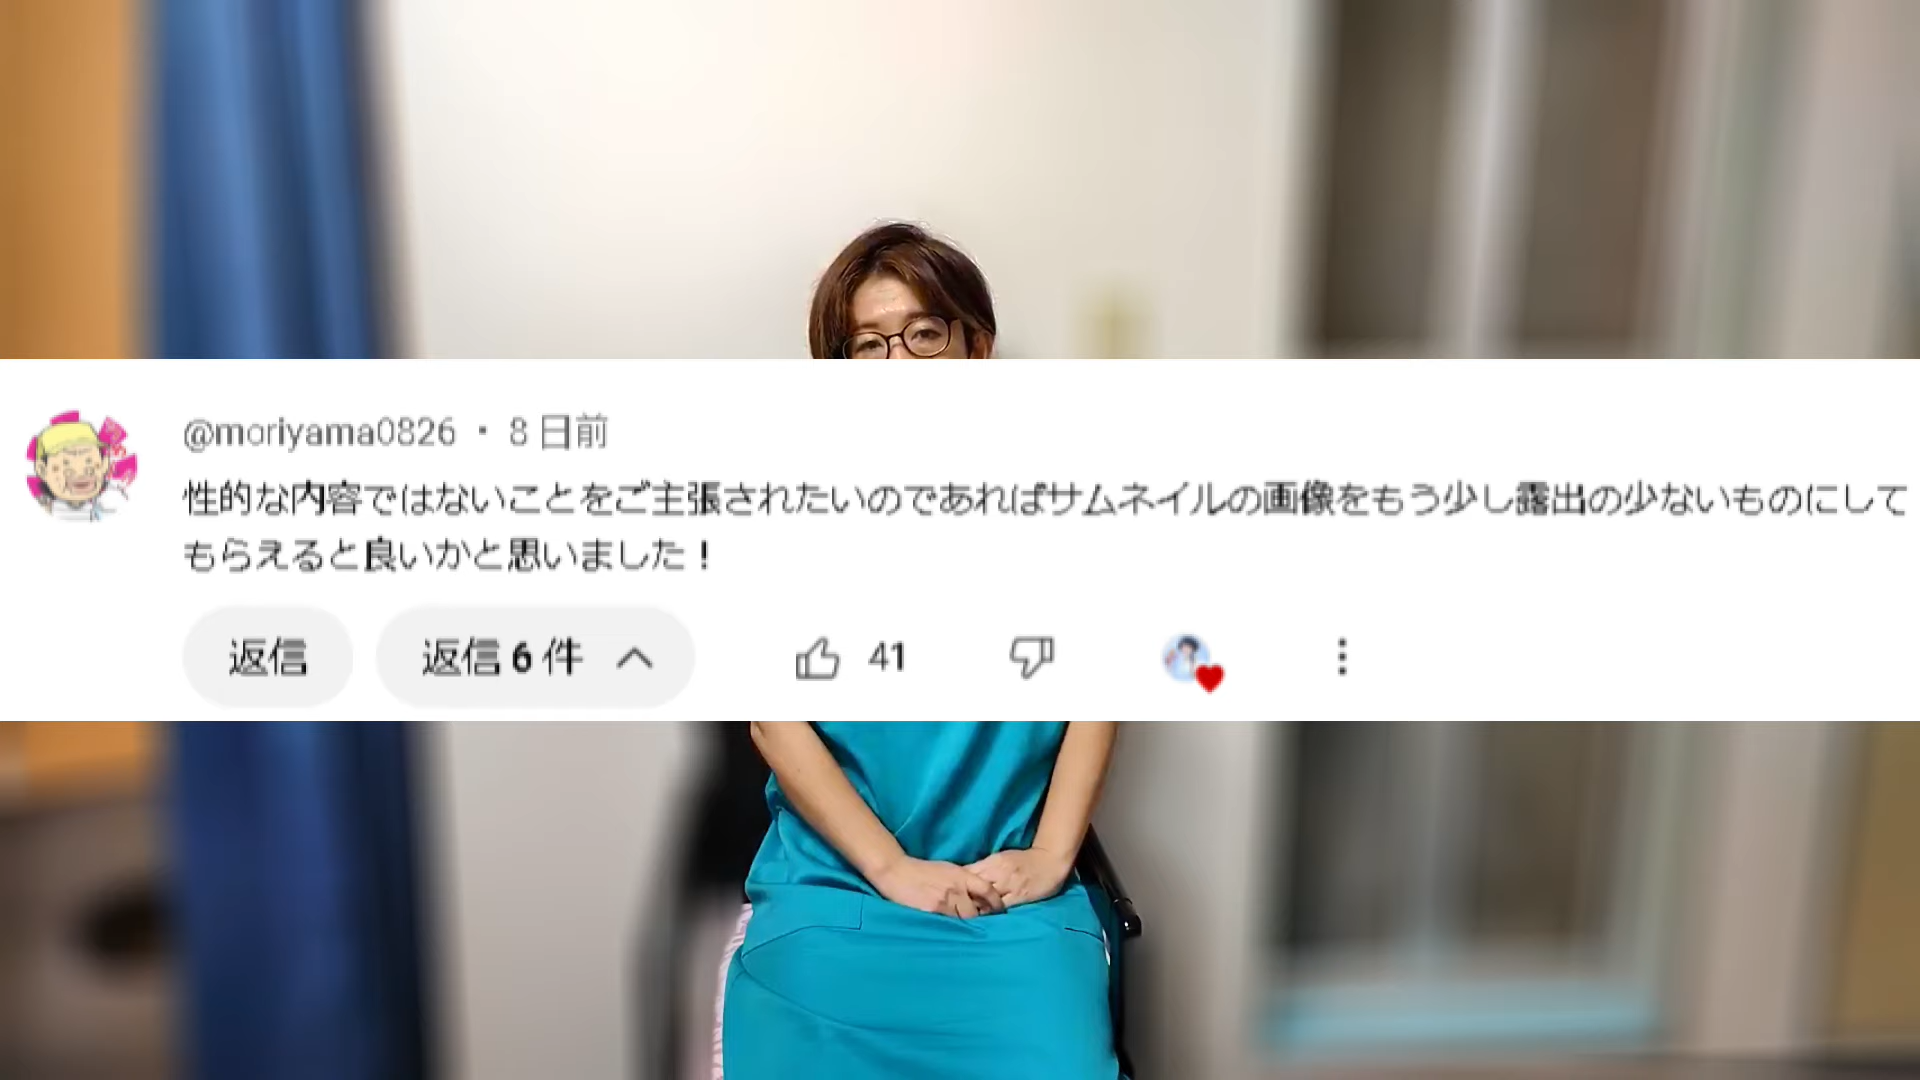 @moriyama0826 · 8 日前
性的な内容ではないことをご主張されたいのであればサムネイルの画像をもう少し露出の少ないものにして
もらえると良いかと思いました！
返信 返信 6 件 41